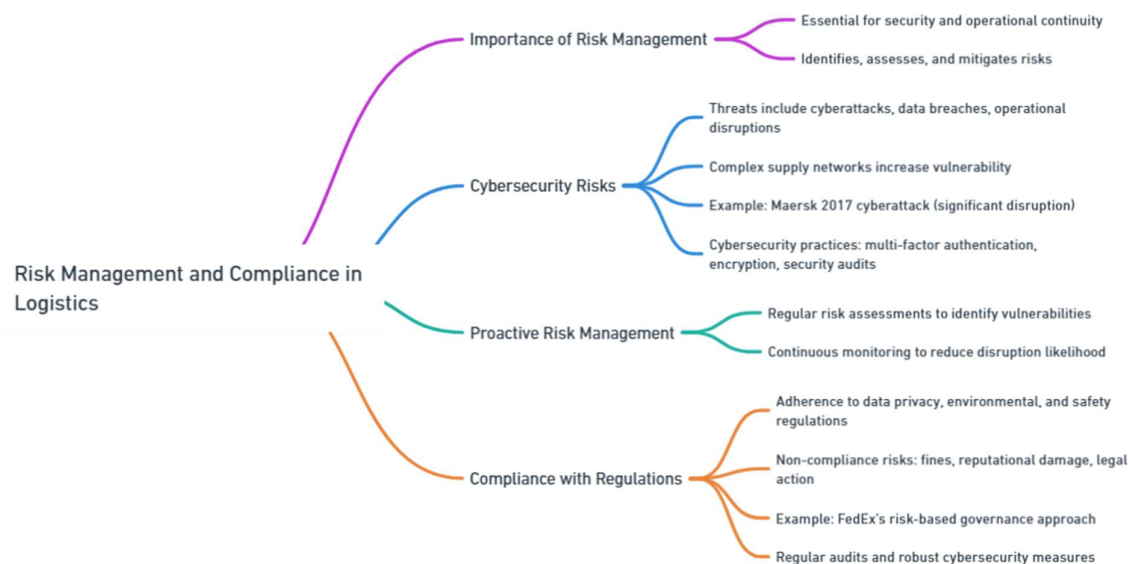 Risk Management and Compliance in
Logistics
Importance of Risk Management
Essential for security and operational continuity
Identifies, assesses, and mitigates risks
Cybersecurity Risks
Threats include cyberattacks, data breaches, operational
disruptions
Complex supply networks increase vulnerability
Example: Maersk 2017 cyberattack (significant disruption)
Cybersecurity practices: multi-factor authentication,
encryption, security audits
Proactive Risk Management
Regular risk assessments to identify vulnerabilities
Continuous monitoring to reduce disruption likelihood
Compliance with Regulations
Adherence to data privacy, environmental, and safety
regulations
Non-compliance risks: fines, reputational damage, legal
action
Example: FedEx's risk-based governance approach
Regular audits and robust cybersecurity measures